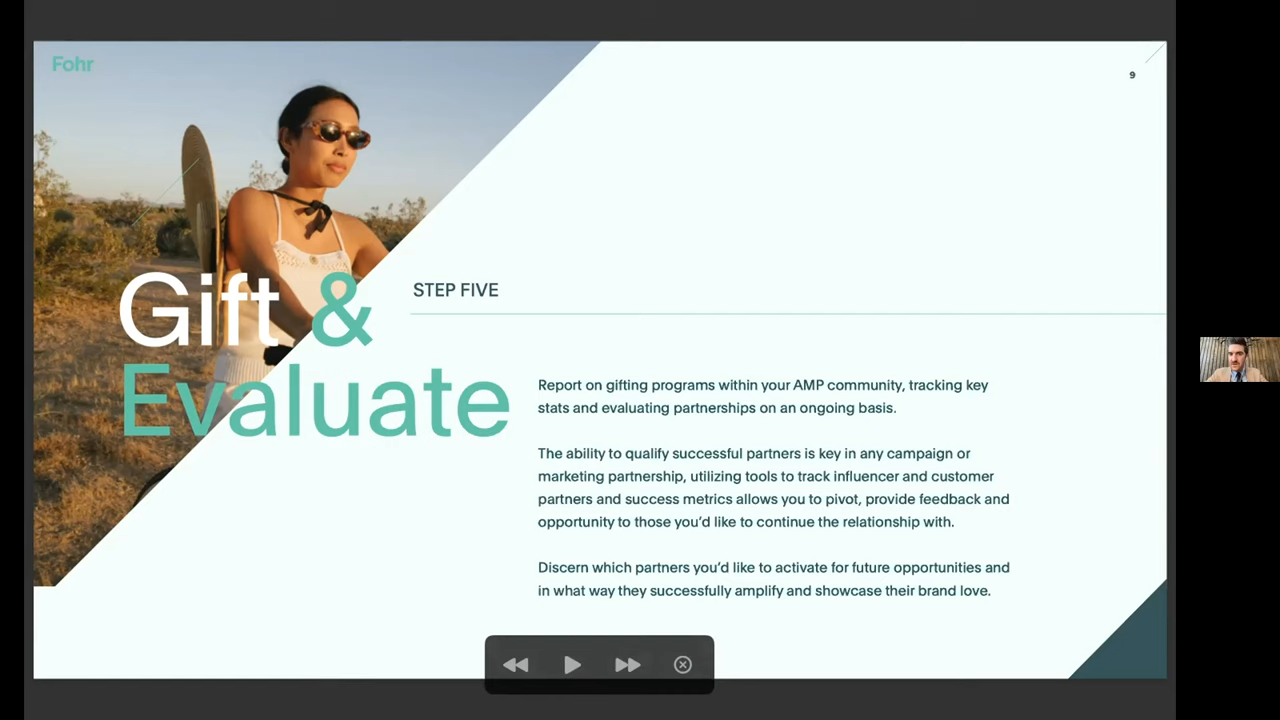 Fohr
9
Gift &
Evaluate
STEP FIVE
Report on gifting programs within your AMP community, tracking key
stats and evaluating partnerships on an ongoing basis.
The ability to qualify successful partners is key in any campaign or
marketing partnership, utilizing tools to track influencer and customer
partners and success metrics allows you to pivot, provide feedback and
opportunity to those you’d like to continue the relationship with.
Discern which partners you’d like to activate for future opportunities and
in what way they successfully amplify and showcase their brand love.